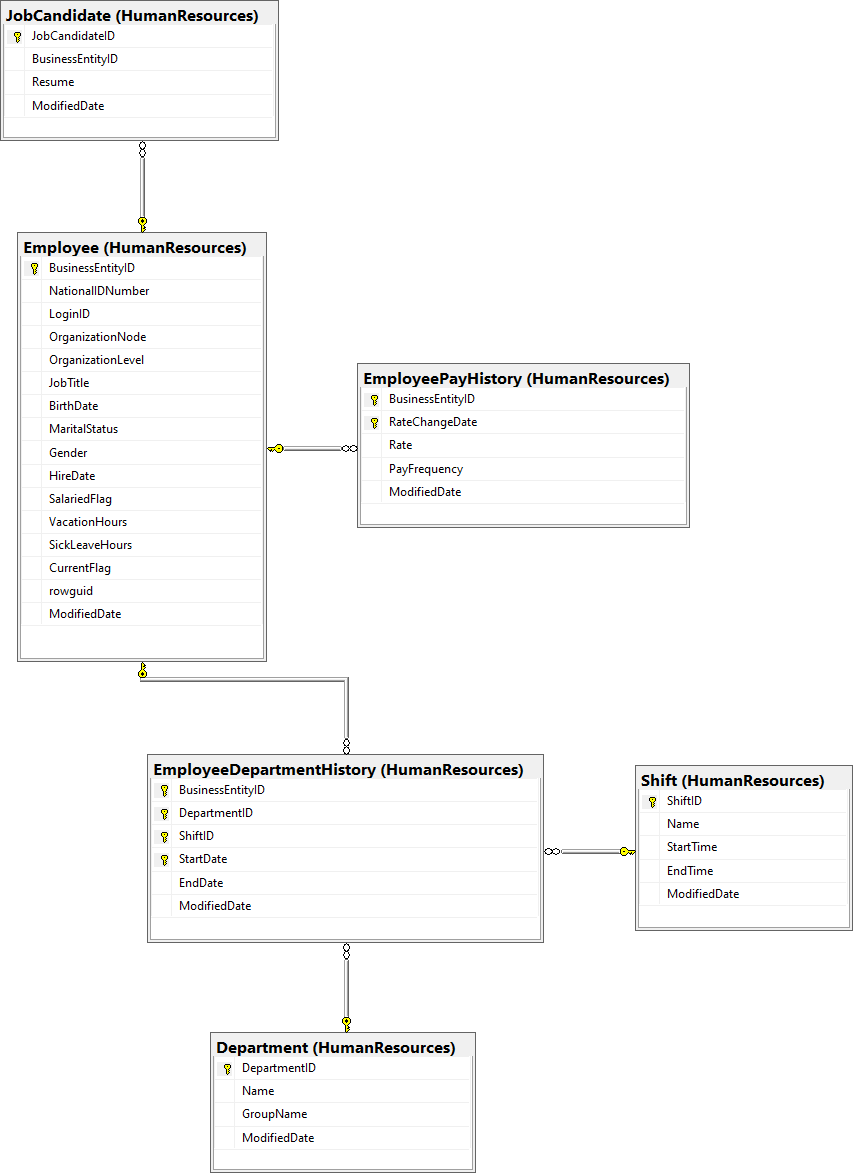 JobCandidate (HumanResources)
JobCandidateID
BusinessEntityID
Resume
ModifiedDate
Employee (HumanResources)
BusinessEntityID
NationalIDNumber
LoginID
OrganizationNode
OrganizationLevel
JobTitle
BirthDate
MaritalStatus
Gender
HireDate
SalariedFlag
VacationHours
SickLeaveHours
CurrentFlag
rowguid
ModifiedDate
EmployeePayHistory (HumanResources)
BusinessEntityID
RateChangeDate
Rate
PayFrequency
ModifiedDate
EmployeeDepartmentHistory (HumanResources)
BusinessEntityID
DepartmentID
ShiftID
StartDate
EndDate
ModifiedDate
Shift (HumanResources)
ShiftID
Name
StartTime
EndTime
ModifiedDate
Department (HumanResources)
DepartmentID
Name
GroupName
ModifiedDate